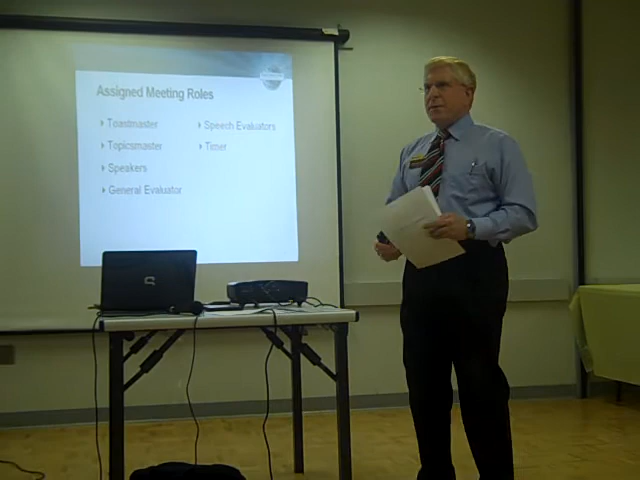 Assigned Meeting Roles
Toastmaster
Topicsmaster
Speakers
General Evaluator
Speech Evaluators
Timer